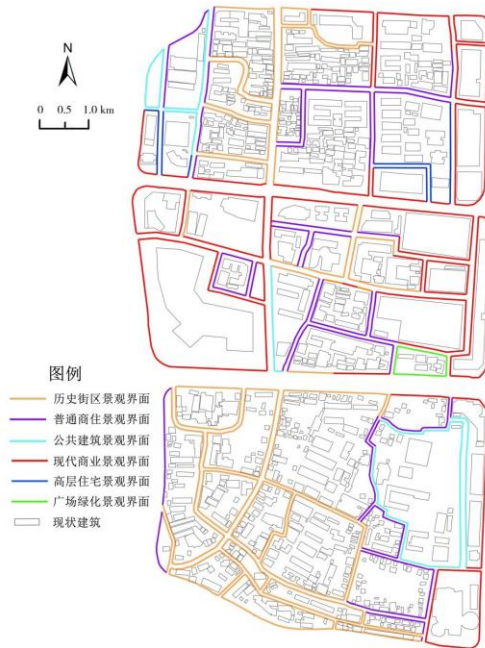 N
0 0.5 1.0 km
图例
历史街区景观界面
普通商住景观界面
公共建筑景观界面
现代商业景观界面
高层住宅景观界面
广场绿化景观界面
现状建筑